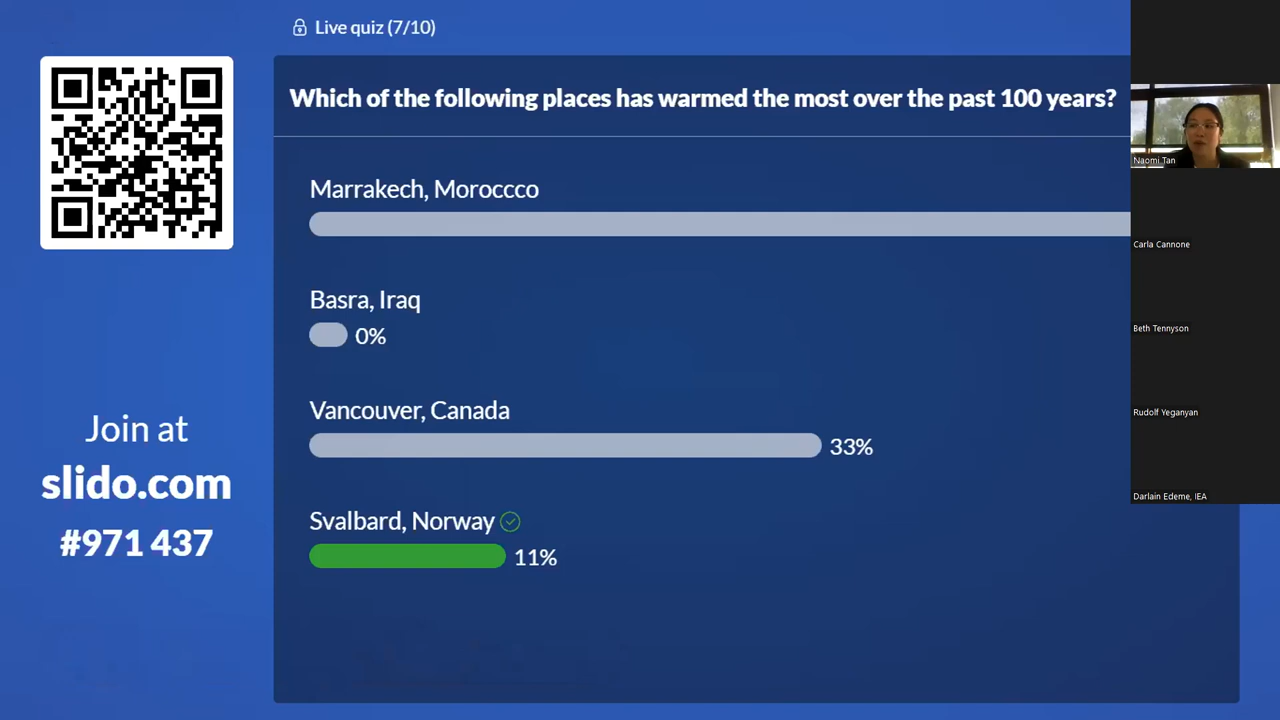 Live quiz (7/10)
Which of the following places has warmed the most over the past 100 years?
Marrakech, Moroccco
Basra, Iraq
0%
Vancouver, Canada
33%
Svalbard, Norway
11%
Join at
slido.com
#971 437
Naomi Tan
Carla Cannone
Beth Tennyson
Rudolf Yeganyan
Darlain Edeme, IEA